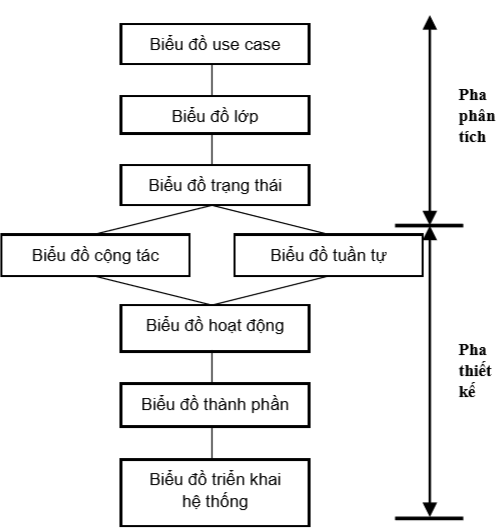 Biểu đồ use case
Biểu đồ lớp
Biểu đồ trạng thái
Biểu đồ cộng tác
Biểu đồ tuần tự
Biểu đồ hoạt động
Biểu đồ thành phần
Biểu đồ triển khai
hệ thống
Pha
phân
tích
Pha
thiết
kế